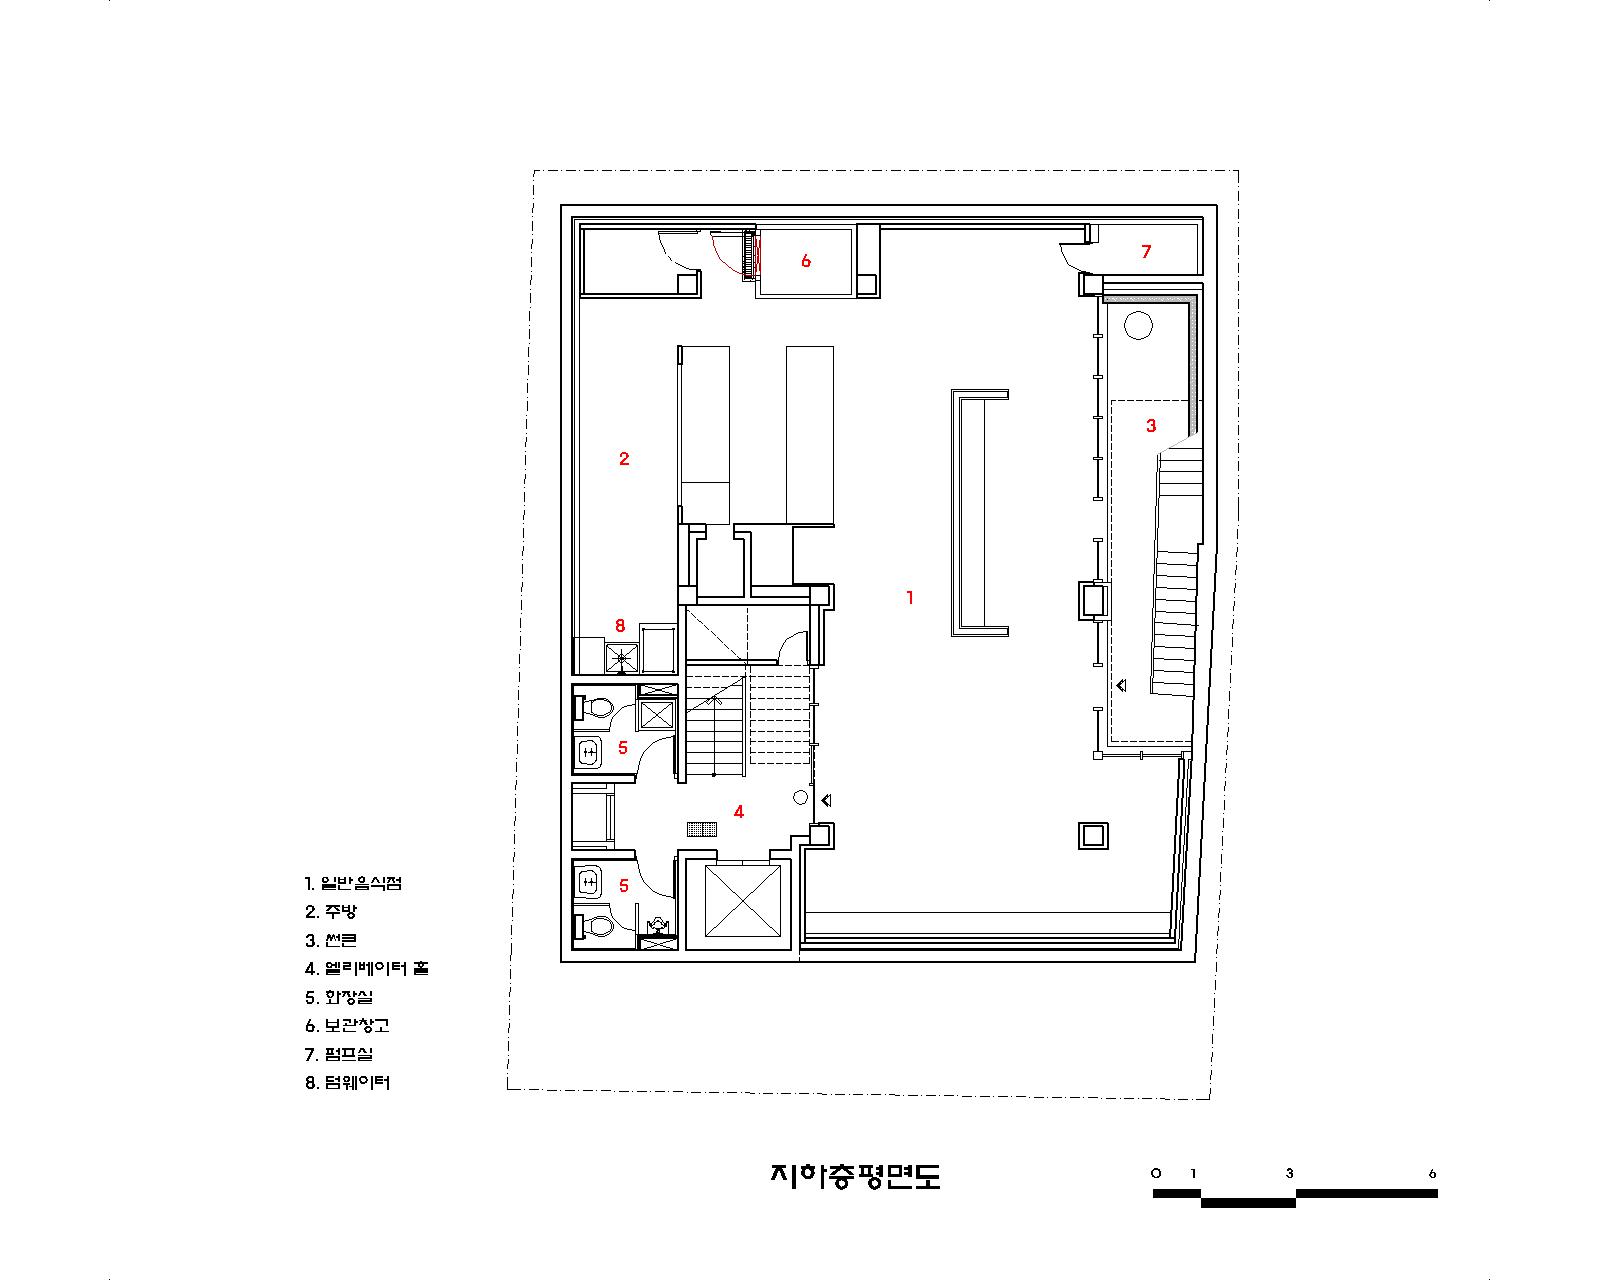 6
7
3
2
1
8
5
4
5
1. 일반음식점
2. 주방
3. 썬큰
4. 엘리베이터 홀
5. 화장실
6. 보관창고
7. 펌프실
8. 덤웨이터
지하층평면도
0 1 3 6